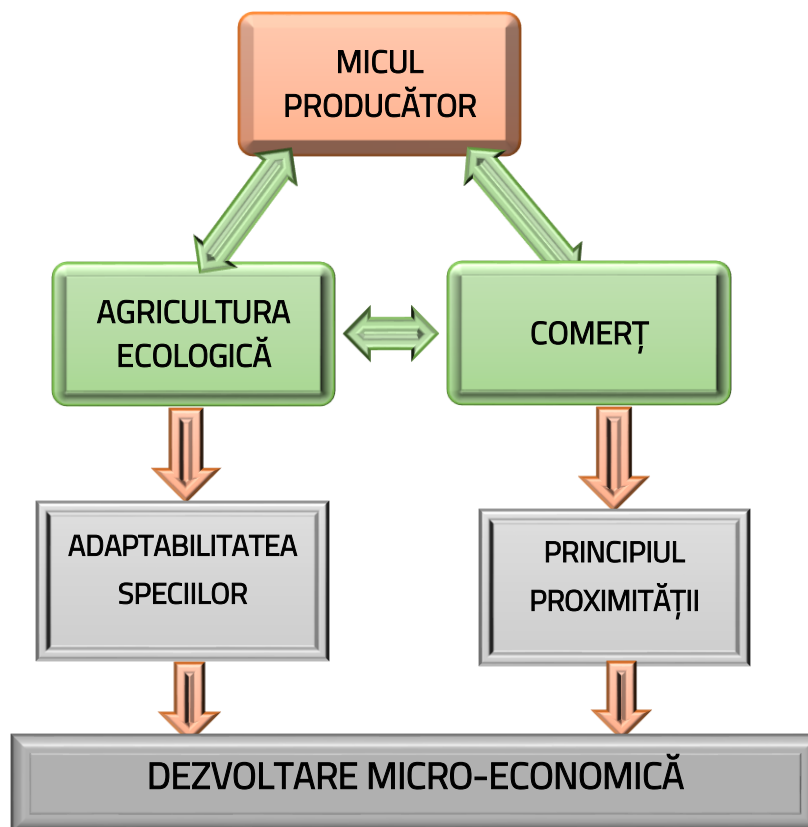 MICUL
PRODUCĂTOR
AGRICULTURA
ECOLOGICĂ
COMERȚ
ADAPTABILITATEA
SPECIILOR
PRINCIPIUL
PROXIMITĂȚII
DEZVOLTARE MICRO-ECONOMICĂ